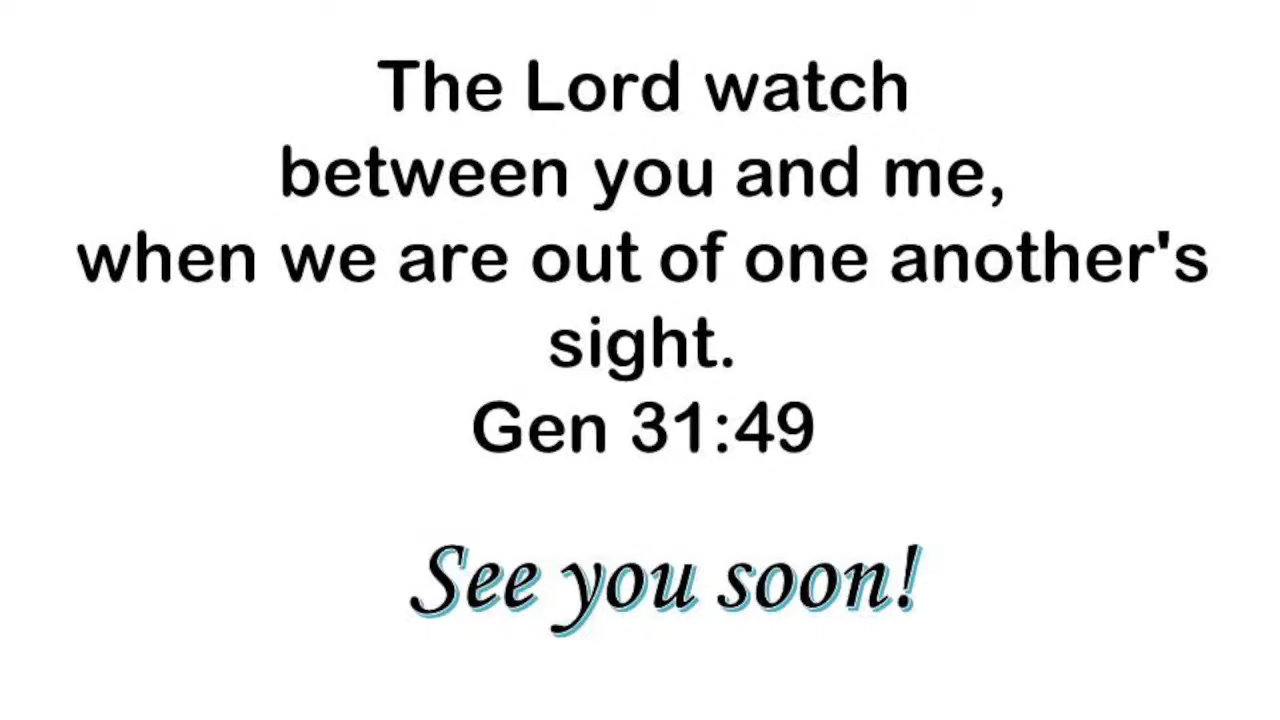 The Lord watch
between you and me,
when we are out of one another's
sight.
Gen 31:49
See you soon!